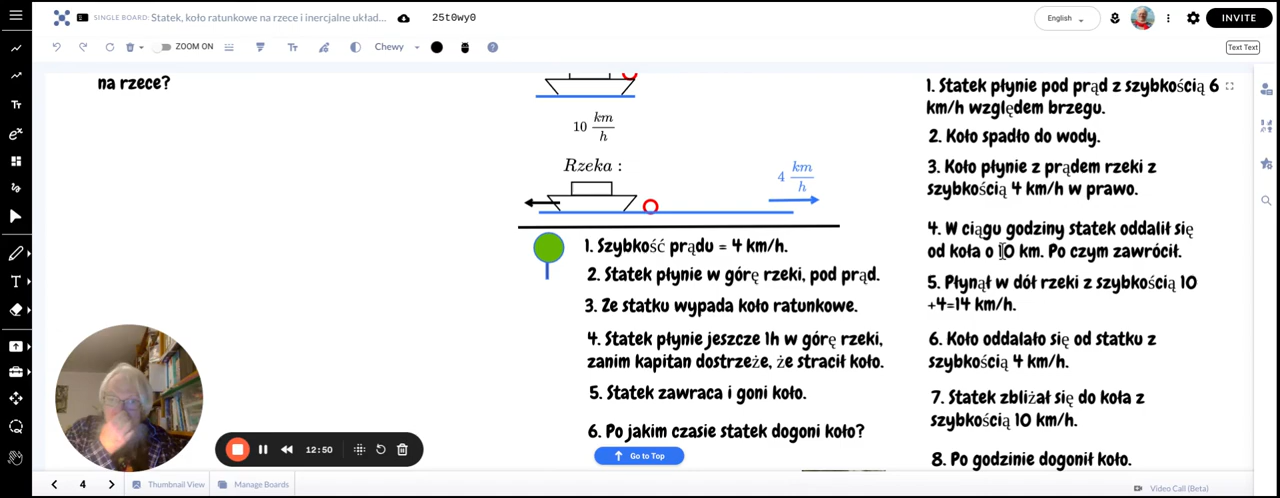 SINGLE BOARD: Statek, koło ratunkowe na rzece i inercjalne układ...
25t0wy0
English
INVITE
ZOOM ON
Chewy
Text Text
na rzece?
10 km/h
Rzeka :
4 km/h
1. Szybkość prądu = 4 km/h.
2. Statek płynie w górę rzeki, pod prąd.
3. Ze statku wypada koło ratunkowe.
4. Statek płynie jeszcze 1h w górę rzeki,
zanim kapitan dostrzeże, że stracił koło.
5. Statek zawraca i goni koło.
6. Po jakim czasie statek dogoni koło?
1. Statek płynie pod prąd z szybkością 6
km/h względem brzegu.
2. Koło spadło do wody.
3. Koło płynie z prądem rzeki z
szybkością 4 km/h w prawo.
4. W ciągu godziny statek oddalił się
od koła o 10 km. Po czym zawrócił.
5. Płynął w dół rzeki z szybkością 10
+4=14 km/h.
6. Koło oddalało się od statku z
szybkością 4 km/h.
7. Statek zbliżał się do koła z
szybkością 10 km/h.
8. Po godzinie dogonił koło.
12:50
Go to Top
4
Thumbnail View
Manage Boards
Video Call (Beta)